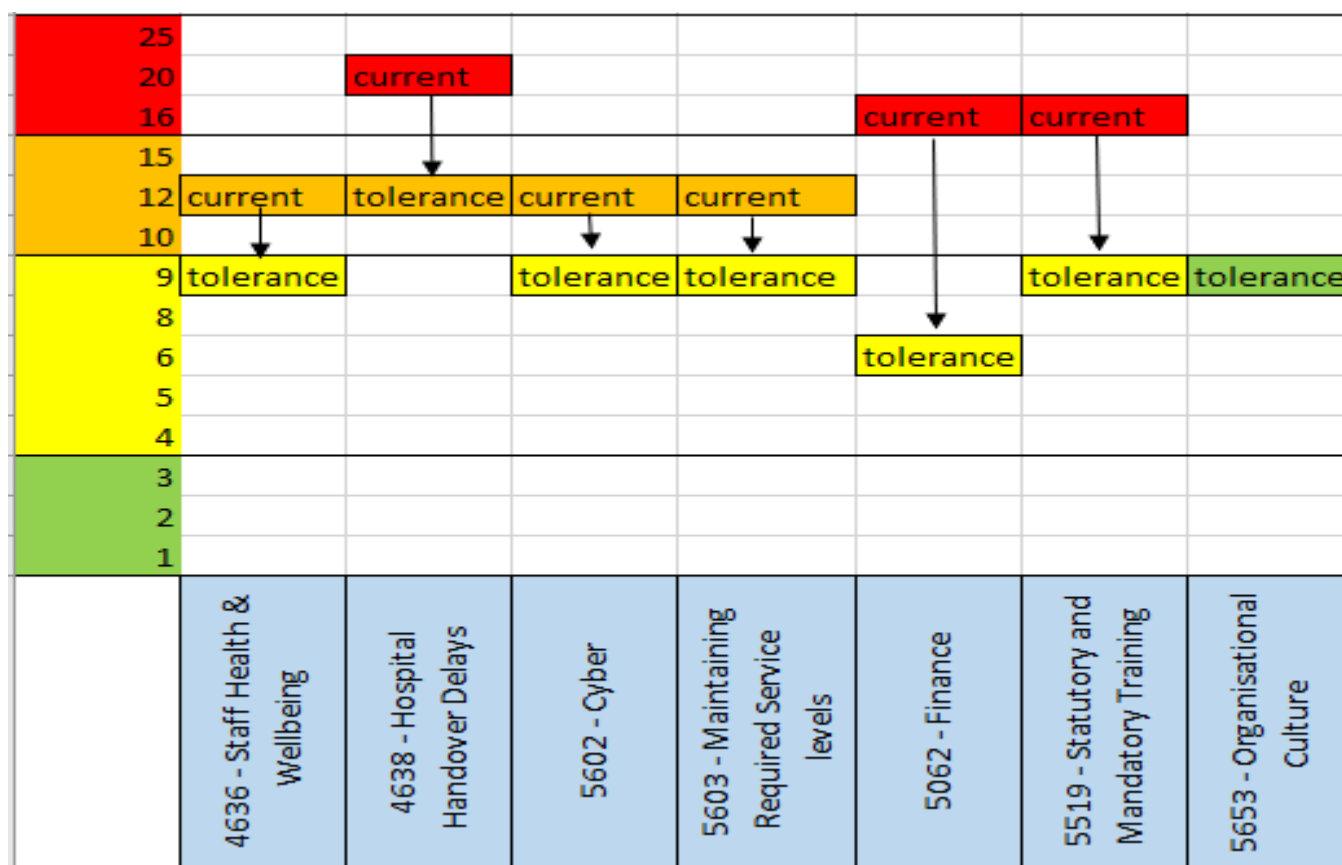 25
20 current
16 current current
15
12 current tolerance current current
10
9 tolerance tolerance tolerance tolerance tolerance
8
6 tolerance
5
4
3
2
1
4636 - Staff Health &
Wellbeing
4638 - Hospital
Handover Delays
5602 - Cyber
5603 - Maintaining
Required Service
levels
5062 - Finance
5519 - Statutory and
Mandatory Training
5653 - Organisational
Culture